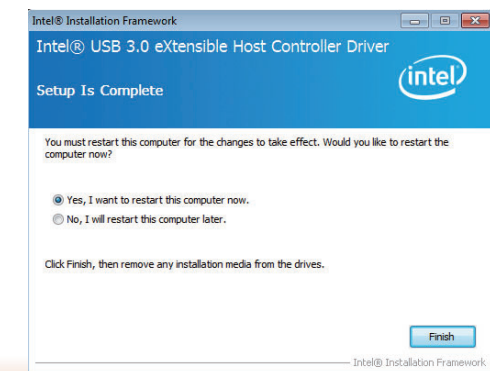 Intel® Installation Framework
Intel® USB 3.0 eXtensible Host Controller Driver
intel
Setup Is Complete
You must restart this computer for the changes to take effect. Would you like to restart the
computer now?
Yes, I want to restart this computer now.
No, I will restart this computer later.
Click Finish, then remove any installation media from the drives.
Finish
Intel® Installation Framework